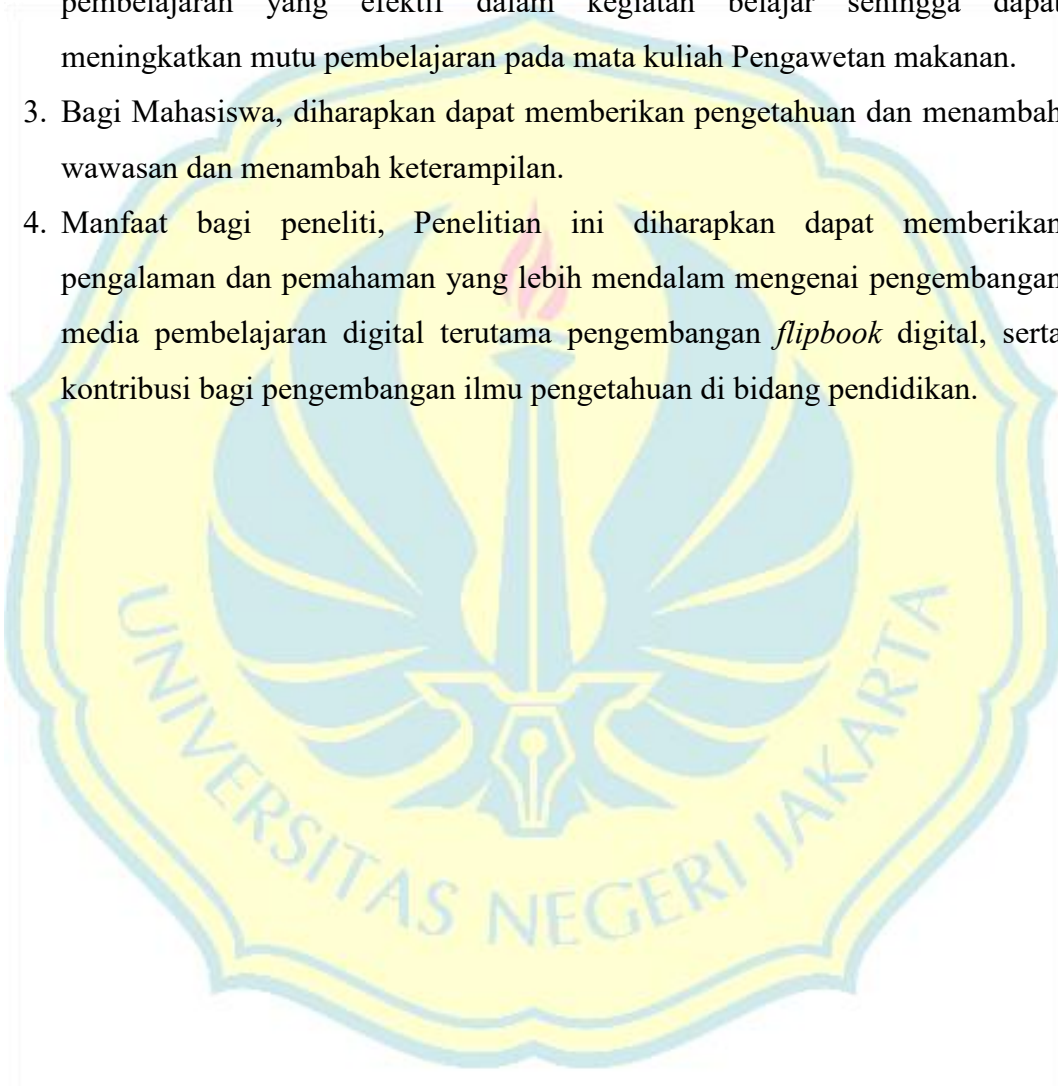 pembelajaran yang efektif dalam kegiatan belajar sehingga dapat
meningkatkan mutu pembelajaran pada mata kuliah Pengawetan makanan.
3. Bagi Mahasiswa, diharapkan dapat memberikan pengetahuan dan menambah
wawasan dan menambah keterampilan.
4. Manfaat bagi peneliti, Penelitian ini diharapkan dapat memberikan
pengalaman dan pemahaman yang lebih mendalam mengenai pengembangan
media pembelajaran digital terutama pengembangan flipbook digital, serta
kontribusi bagi pengembangan ilmu pengetahuan di bidang pendidikan.
UNIVERSITAS NEGERI JAKARTA